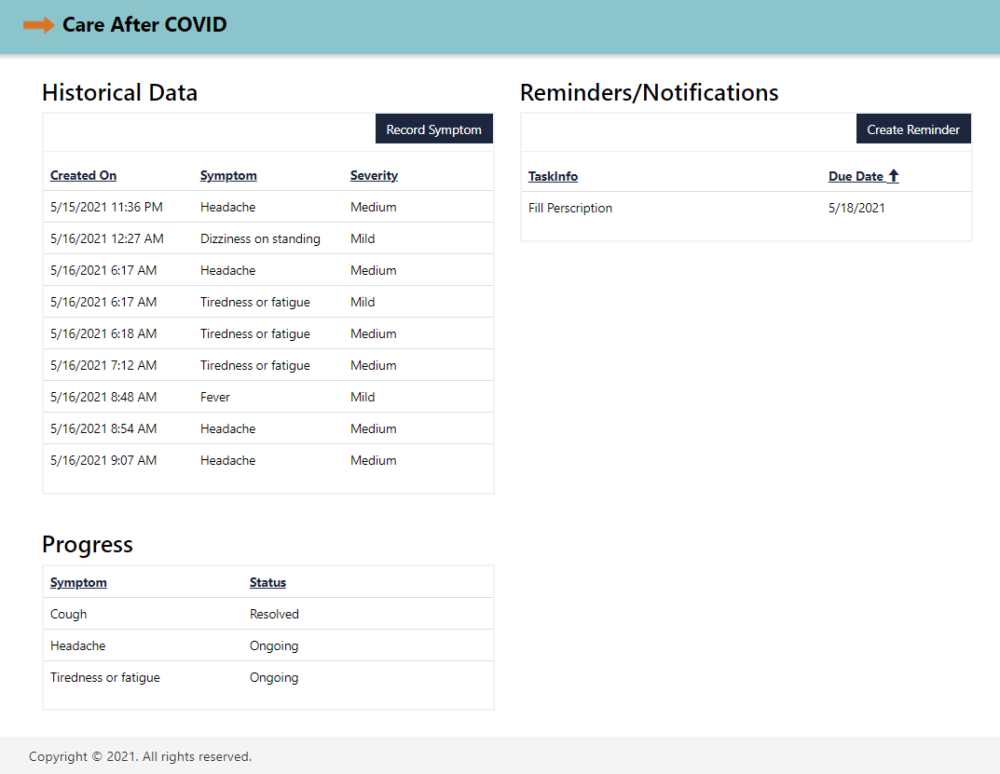 Care After COVID
Historical Data
Record Symptom
Created On Symptom Severity
5/15/2021 11:36 PM Headache Medium
5/16/2021 12:27 AM Dizziness on standing Mild
5/16/2021 6:17 AM Headache Medium
5/16/2021 6:17 AM Tiredness or fatigue Mild
5/16/2021 6:18 AM Tiredness or fatigue Medium
5/16/2021 7:12 AM Tiredness or fatigue Medium
5/16/2021 8:48 AM Fever Mild
5/16/2021 8:54 AM Headache Medium
5/16/2021 9:07 AM Headache Medium
Reminders/Notifications
Create Reminder
TaskInfo Due Date
Fill Perscription 5/18/2021
Progress
Symptom Status
Cough Resolved
Headache Ongoing
Tiredness or fatigue Ongoing
Copyright © 2021. All rights reserved.